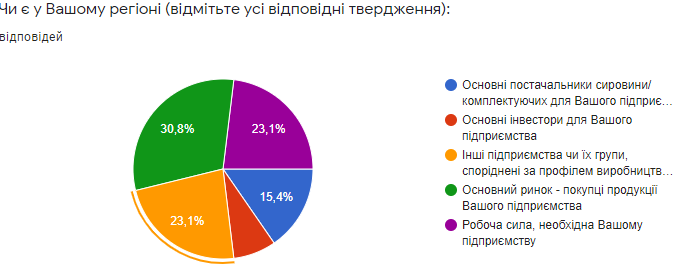 Чи є у Вашому регіоні (відмітьте усі відповідні твердження):
відповідей
30,8%
23,1%
15,4%
23,1%
Основні постачальники сировини/
комплектуючих для Вашого підприє...
Основні інвестори для Вашого
підприємства
Інші підприємства чи їх групи,
споріднені за профілем виробництв...
Основний ринок - покупці продукції
Вашого підприємства
Робоча сила, необхідна Вашому
підприємству